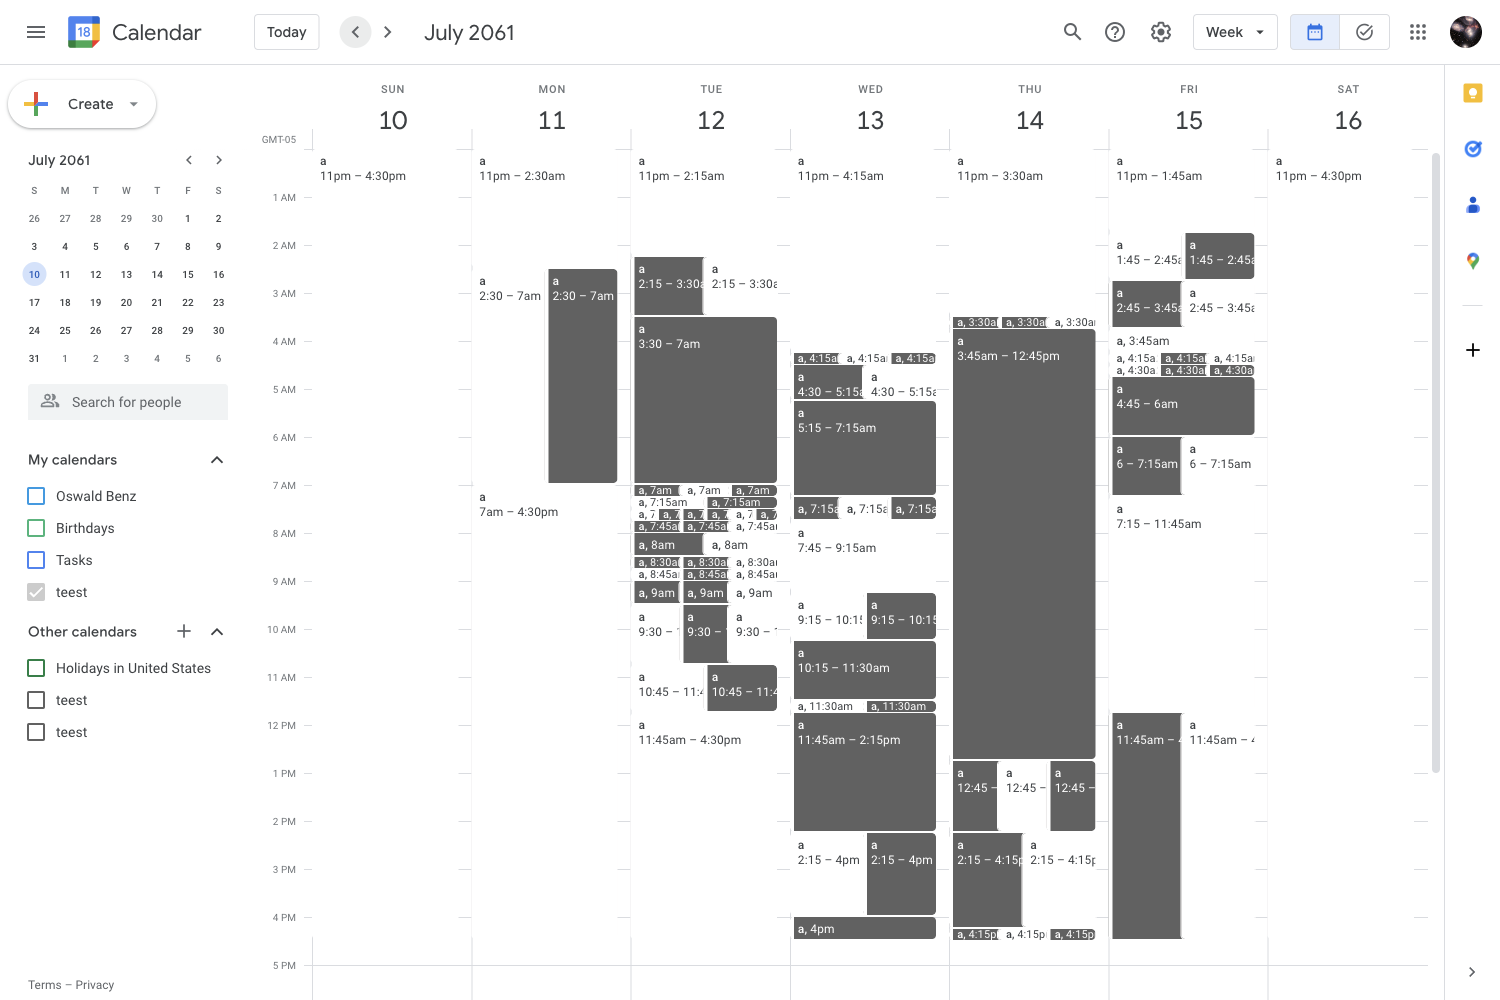 18 Calendar
Today
July 2061
Week
Create
SUN MON TUE WED THU FRI SAT
10 11 12 13 14 15 16
GMT-05
July 2061
S M T W T F S
26 27 28 29 30 1 2
3 4 5 6 7 8 9
10 11 12 13 14 15 16
17 18 19 20 21 22 23
24 25 26 27 28 29 30
31 1 2 3 4 5 6
Search for people
My calendars
Oswald Benz
Birthdays
Tasks
teest
Other calendars
Holidays in United States
teest
teest
Terms – Privacy
1 AM
2 AM
3 AM
4 AM
5 AM
6 AM
7 AM
8 AM
9 AM
10 AM
11 AM
12 PM
1 PM
2 PM
3 PM
4 PM
5 PM
a
11pm – 4:30pm
a
11pm – 2:30am
a
2:30 – 7am
a
2:30 – 7am
a
7am – 4:30pm
a
11pm – 2:15am
a
2:15 – 3:30a
a
2:15 – 3:30a
a
3:30 – 7am
a, 7am a, 7am a, 7am
a, 7:15am a, 7:15am
a, 7 a, 7 a, 7 a, 7 a, 7
a, 7:45a a, 7:45a a, 7:45a
a, 8am a, 8am
a, 8:30a a, 8:30a a, 8:30a
a, 8:45a a, 8:45a a, 8:45a
a, 9am a, 9am a, 9am
a
9:30 –
a
9:30 –
a
9:30 –
a
10:45 – 11:4
a
10:45 – 11:4
a
11:45am – 4:30pm
a
11pm – 4:15am
a, 4:15a a, 4:15a a, 4:15a
a
4:30 – 5:15a
a
4:30 – 5:15a
a
5:15 – 7:15am
a, 7:15a a, 7:15a a, 7:15a
a
7:45 – 9:15am
a
9:15 – 10:15
a
9:15 – 10:15
a
10:15 – 11:30am
a, 11:30am a, 11:30am
a
11:45am – 2:15pm
a
2:15 – 4pm
a
2:15 – 4pm
a, 4pm
a
11pm – 3:30am
a, 3:30a a, 3:30a a, 3:30a
a
3:45am – 12:45pm
a
12:45 –
a
12:45 –
a
12:45 –
a
2:15 – 4:15p
a
2:15 – 4:15p
a, 4:15p a, 4:15p a, 4:15p
a
11pm – 1:45am
a
1:45 – 2:45a
a
1:45 – 2:45a
a
2:45 – 3:45a
a
2:45 – 3:45a
a, 3:45am
a, 4:15a a, 4:15a a, 4:15a
a, 4:30a a, 4:30a a, 4:30a
a
4:45 – 6am
a
6 – 7:15am
a
6 – 7:15am
a
7:15 – 11:45am
a
11:45am – 4
a
11:45am – 4
a
11pm – 4:30pm